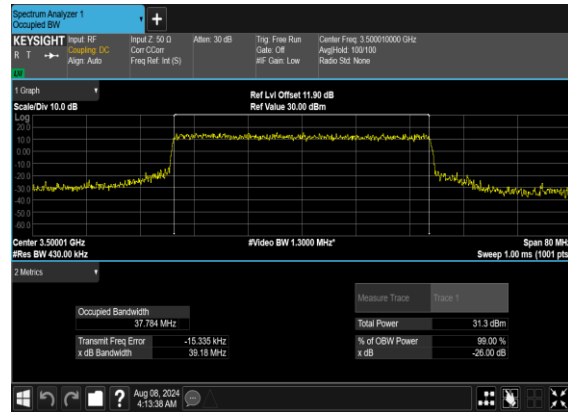 Spectrum Analyzer 1
Occupied BW
+
KEYSIGHT
R T
Input: RF
Coupling: DC
Align: Auto
Input Z: 50 Ω
Corr CCorr
Freq Ref: Int (S)
Atten: 30 dB
Trig: Free Run
Gate: Off
#IF Gain: Low
Center Freq: 3.500010000 GHz
Avg|Hold: 100/100
Radio Std: None
1 Graph
Scale/Div 10.0 dB
Ref Lvl Offset 11.90 dB
Ref Value 30.00 dBm
Log
20.0
10.0
0.00
-10.0
-20.0
-30.0
-40.0
-50.0
-60.0
Center 3.50001 GHz
#Res BW 430.00 kHz
#Video BW 1.3000 MHz*
Span 80 MHz
Sweep 1.00 ms (1001 pts)
2 Metrics
Measure Trace
Trace 1
Occupied Bandwidth
37.784 MHz
Total Power
31.3 dBm
Transmit Freq Error
-15.335 kHz
% of OBW Power
99.00 %
x dB Bandwidth
39.18 MHz
x dB
-26.00 dB
?
Aug 08, 2024
4:13:38 AM